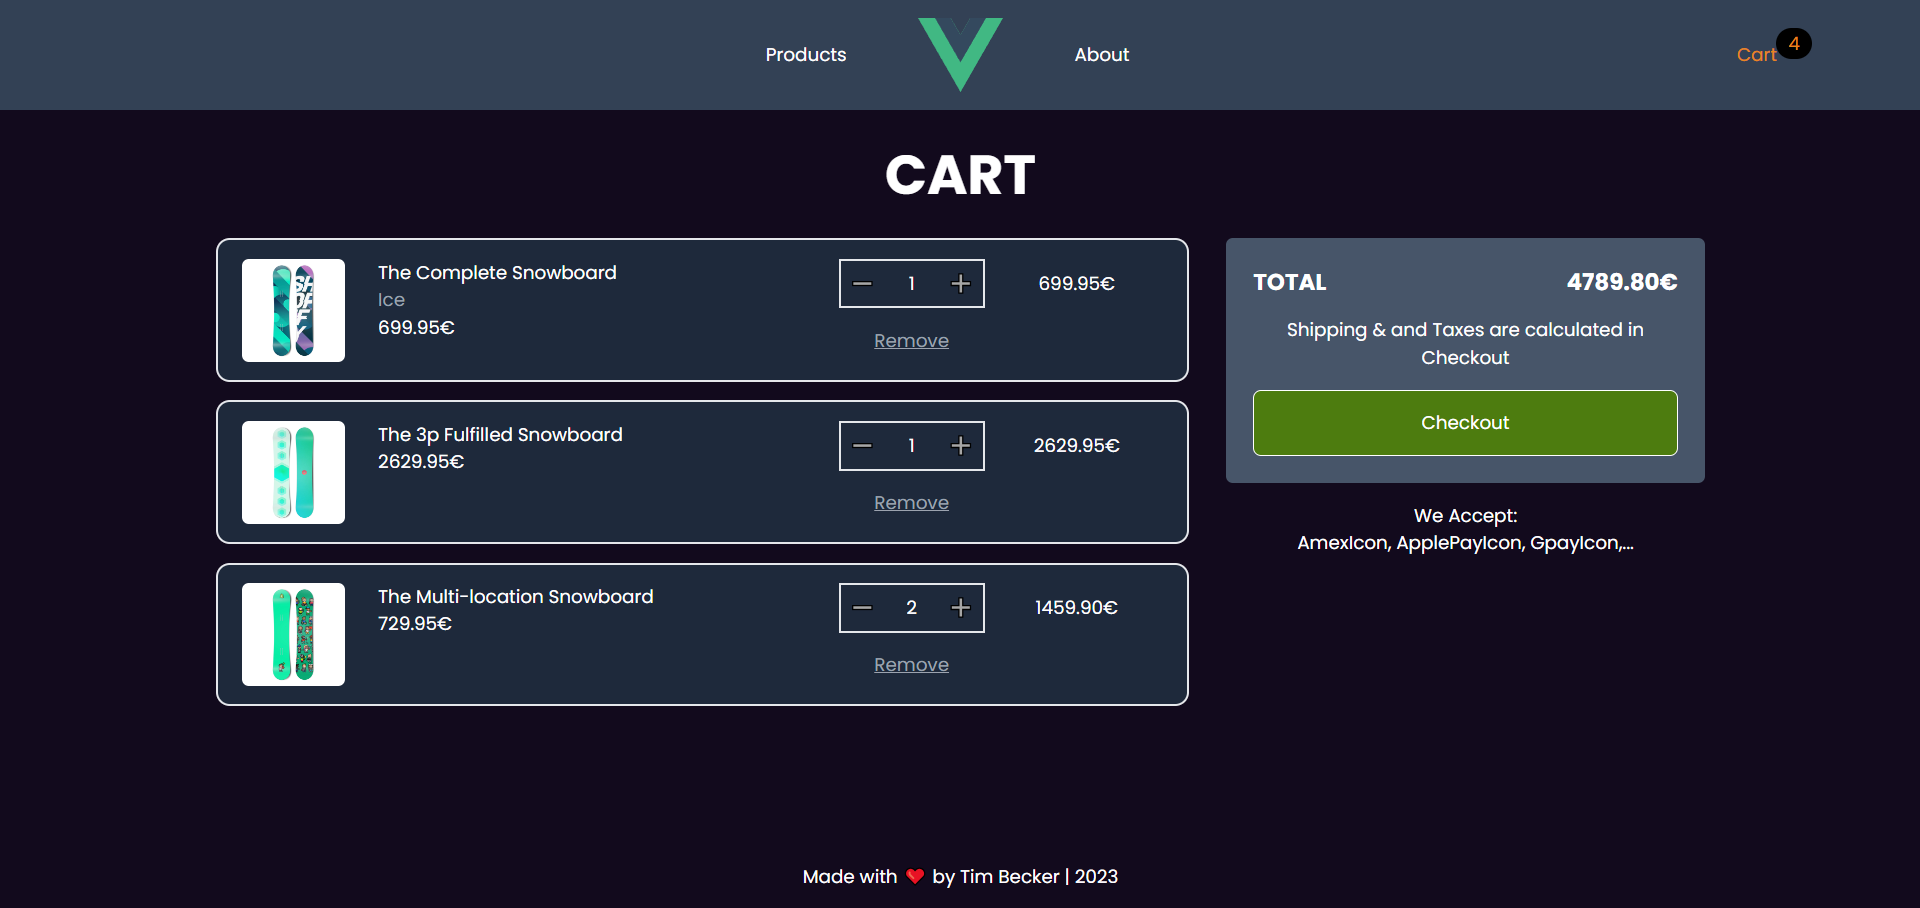 Products
About
Cart
4
CART
The Complete Snowboard
Ice
699.95€
1
Remove
699.95€
The 3p Fulfilled Snowboard
2629.95€
1
Remove
2629.95€
The Multi-location Snowboard
729.95€
2
Remove
1459.90€
TOTAL 4789.80€
Shipping & and Taxes are calculated in
Checkout
Checkout
We Accept:
AmexIcon, ApplePayIcon, GpayIcon,...
Made with ❤ by Tim Becker | 2023